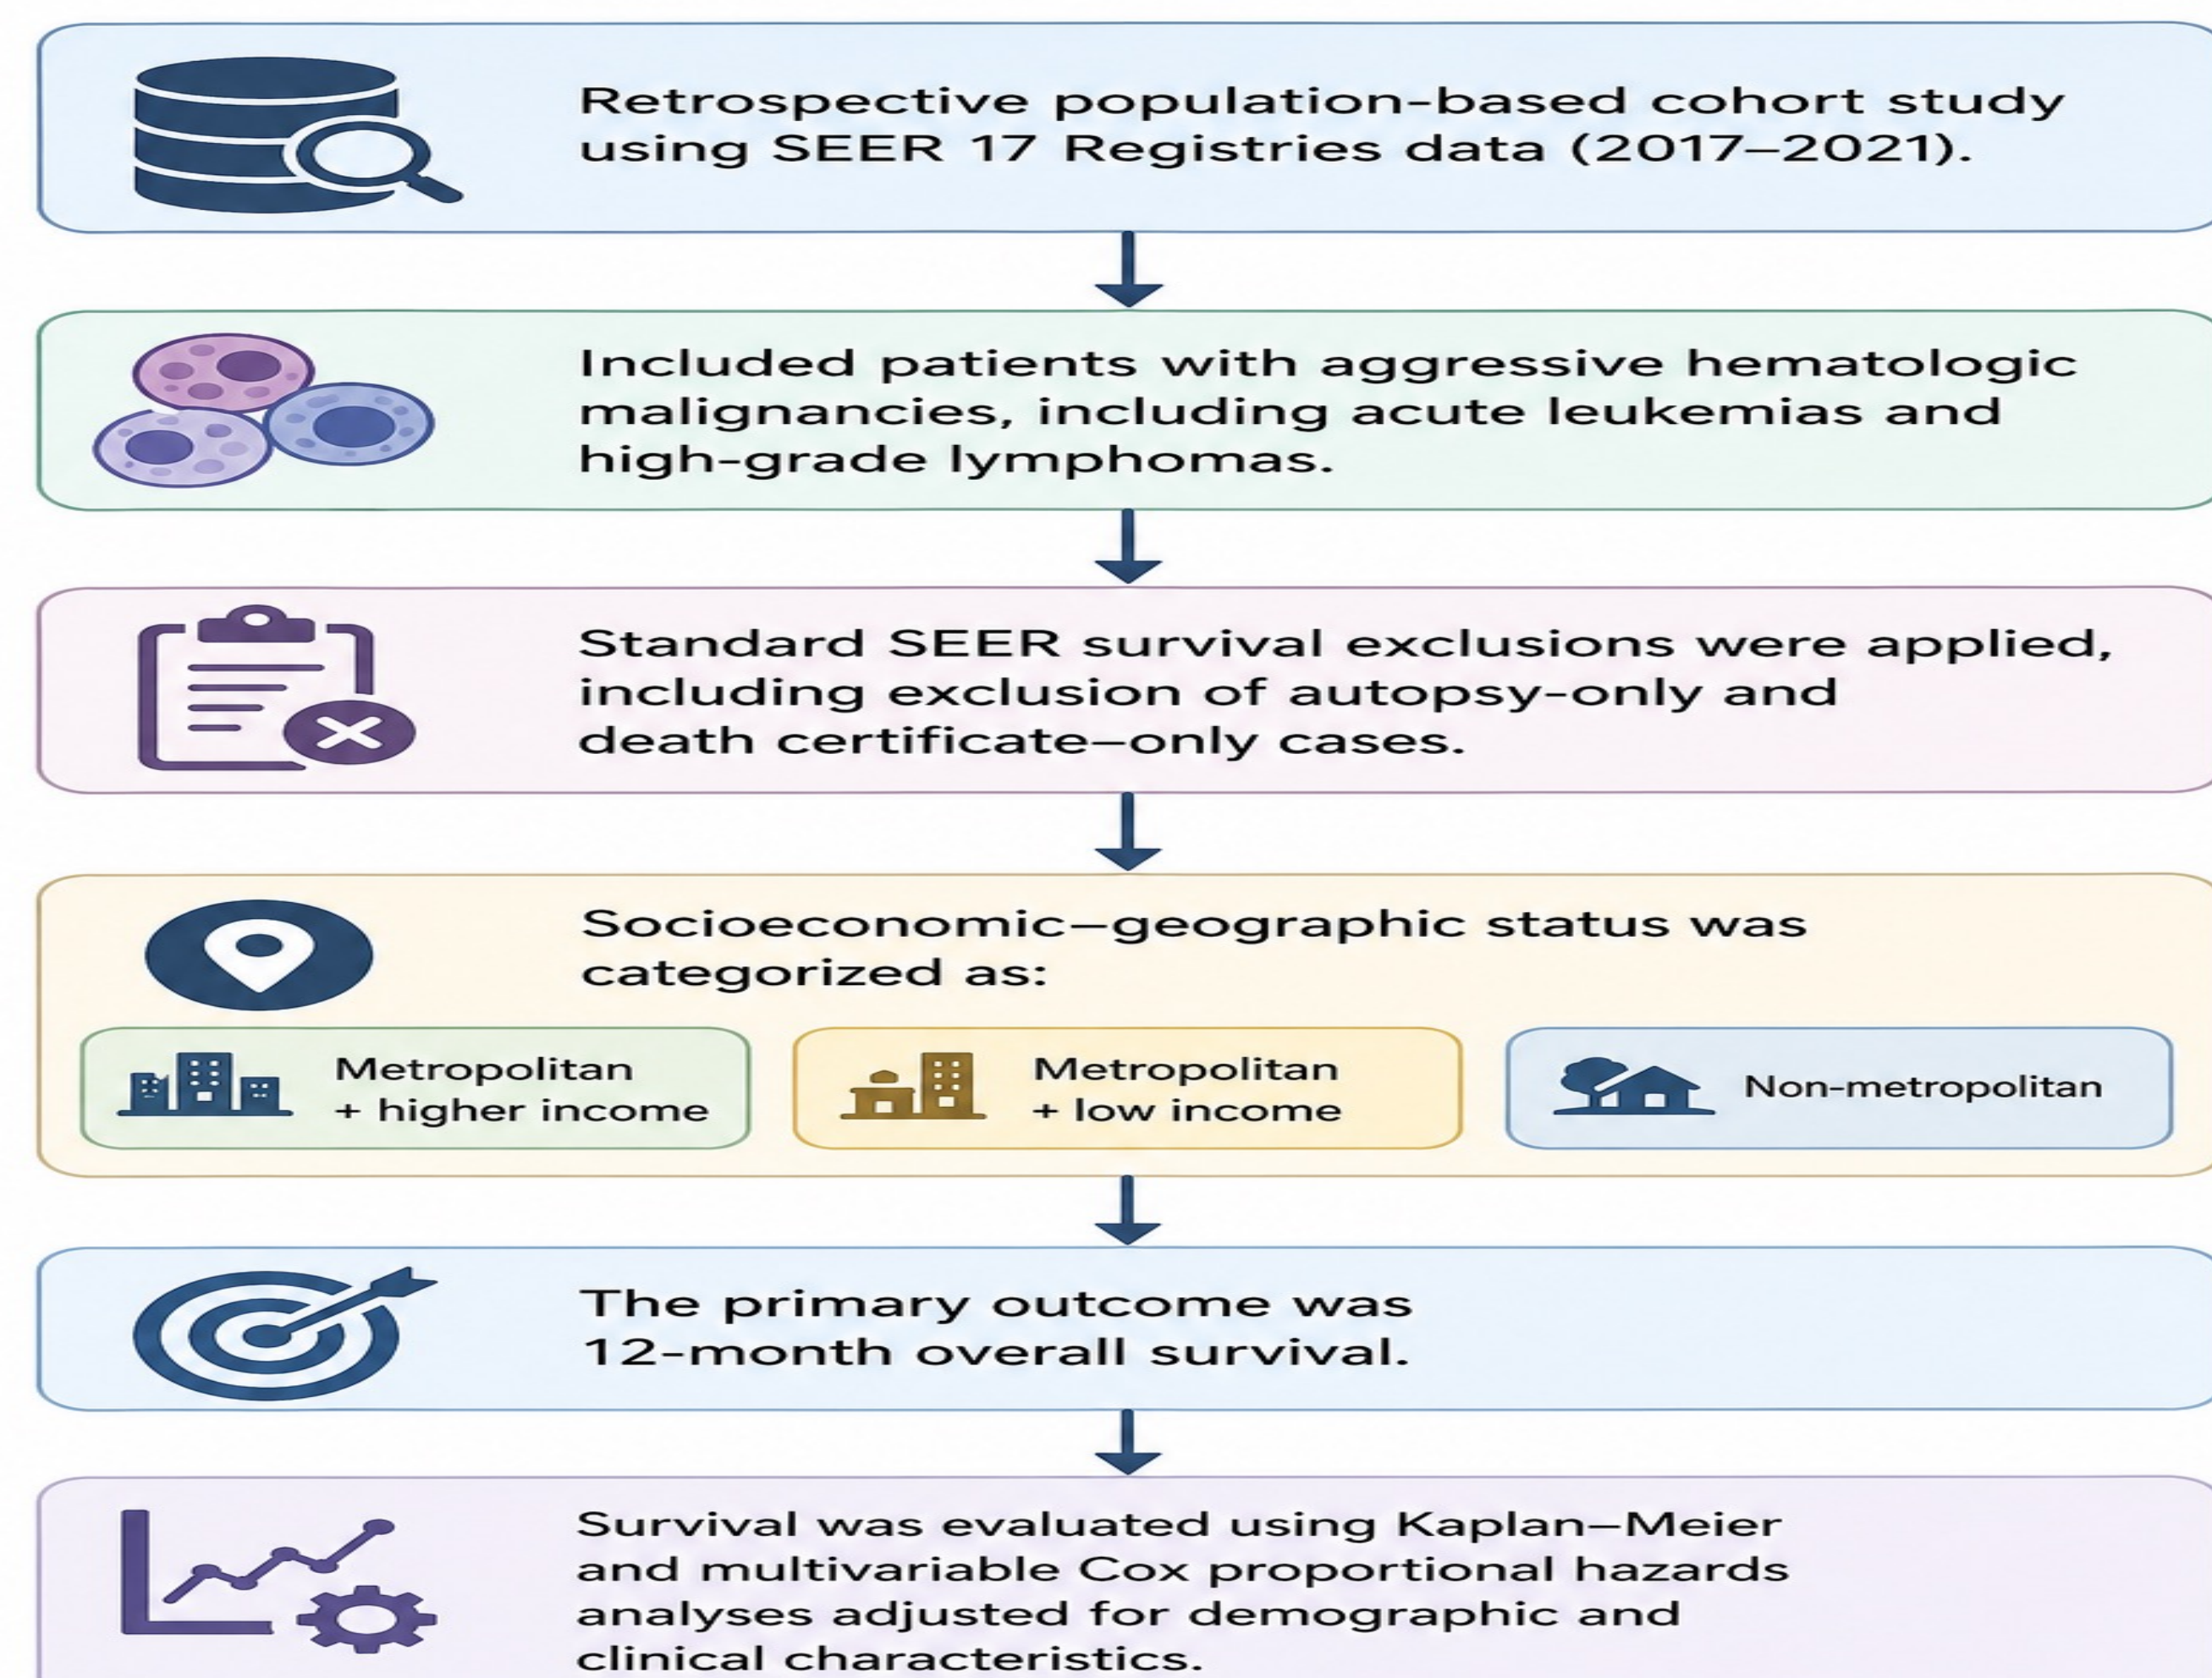 Retrospective population-based cohort study
using SEER 17 Registries data (2017–2021).
Included patients with aggressive hematologic
malignancies, including acute leukemias and
high-grade lymphomas.
Standard SEER survival exclusions were applied,
including exclusion of autopsy-only and
death certificate–only cases.
Socioeconomic–geographic status was
categorized as:
Metropolitan
+ higher income
Metropolitan
+ low income
Non-metropolitan
The primary outcome was
12-month overall survival.
Survival was evaluated using Kaplan–Meier
and multivariable Cox proportional hazards
analyses adjusted for demographic and
clinical characteristics.